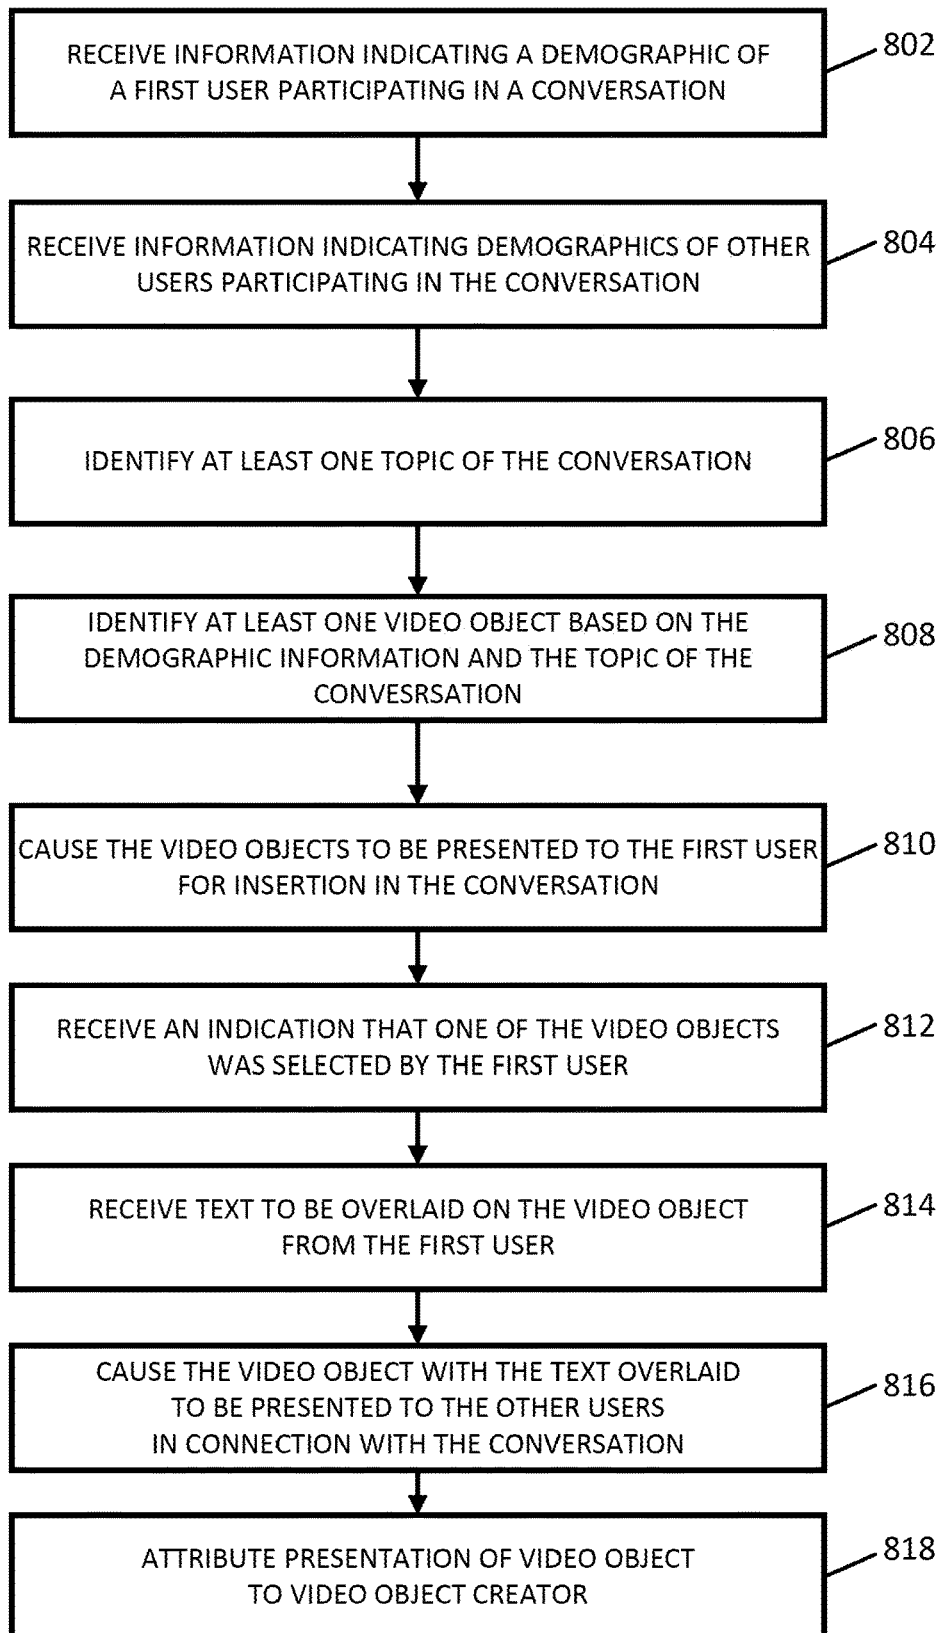 RECEIVE INFORMATION INDICATING A DEMOGRAPHIC OF
A FIRST USER PARTICIPATING IN A CONVERSATION
802
RECEIVE INFORMATION INDICATING DEMOGRAPHICS OF OTHER
USERS PARTICIPATING IN THE CONVERSATION
804
IDENTIFY AT LEAST ONE TOPIC OF THE CONVERSATION
806
IDENTIFY AT LEAST ONE VIDEO OBJECT BASED ON THE
DEMOGRAPHIC INFORMATION AND THE TOPIC OF THE
CONVESRSATION
808
CAUSE THE VIDEO OBJECTS TO BE PRESENTED TO THE FIRST USER
FOR INSERTION IN THE CONVERSATION
810
RECEIVE AN INDICATION THAT ONE OF THE VIDEO OBJECTS
WAS SELECTED BY THE FIRST USER
812
RECEIVE TEXT TO BE OVERLAID ON THE VIDEO OBJECT
FROM THE FIRST USER
814
CAUSE THE VIDEO OBJECT WITH THE TEXT OVERLAID
TO BE PRESENTED TO THE OTHER USERS
IN CONNECTION WITH THE CONVERSATION
816
ATTRIBUTE PRESENTATION OF VIDEO OBJECT
TO VIDEO OBJECT CREATOR
818